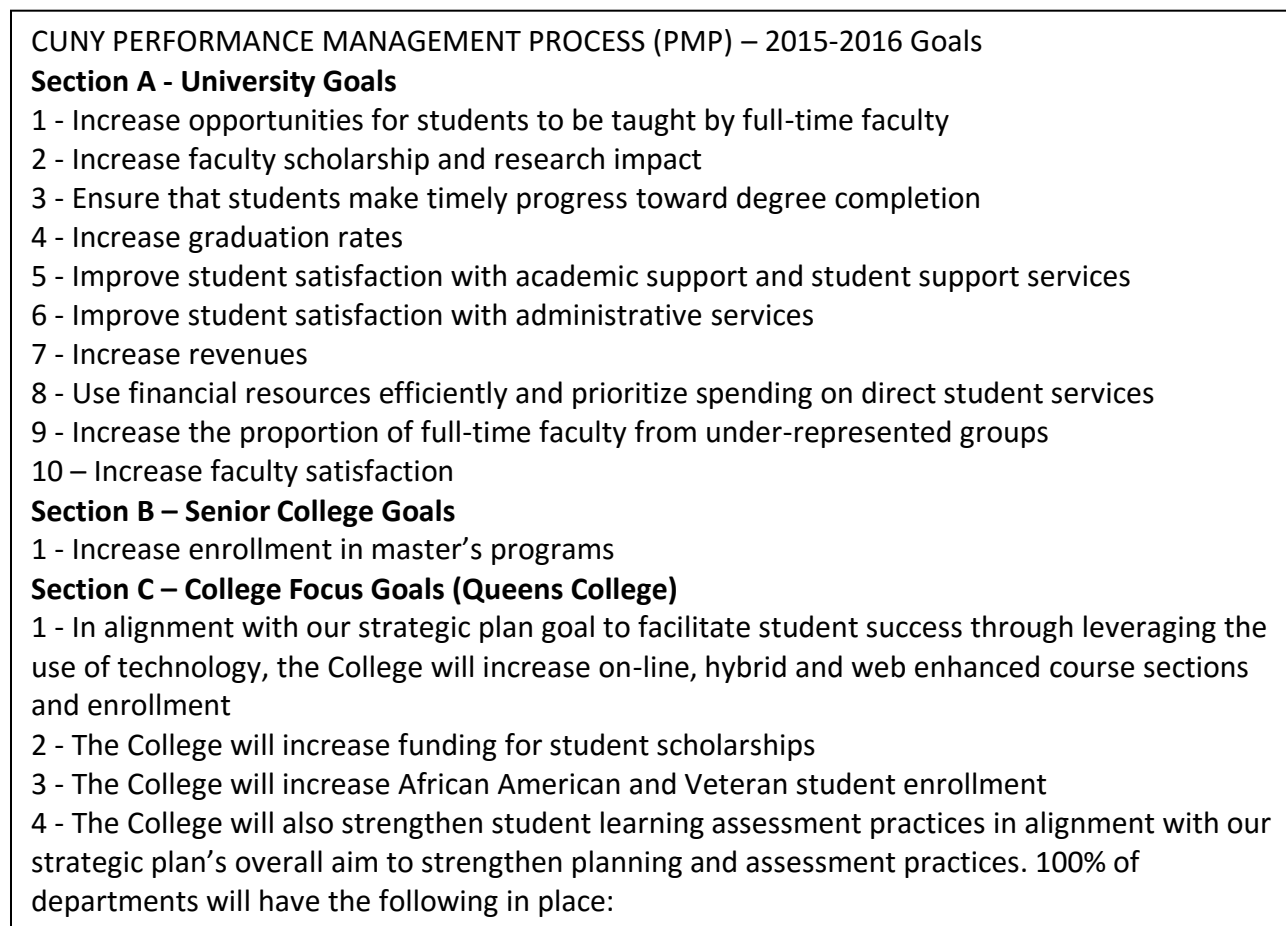 CUNY PERFORMANCE MANAGEMENT PROCESS (PMP) – 2015-2016 Goals
Section A - University Goals
1 - Increase opportunities for students to be taught by full-time faculty
2 - Increase faculty scholarship and research impact
3 - Ensure that students make timely progress toward degree completion
4 - Increase graduation rates
5 - Improve student satisfaction with academic support and student support services
6 - Improve student satisfaction with administrative services
7 - Increase revenues
8 - Use financial resources efficiently and prioritize spending on direct student services
9 - Increase the proportion of full-time faculty from under-represented groups
10 – Increase faculty satisfaction
Section B – Senior College Goals
1 - Increase enrollment in master’s programs
Section C – College Focus Goals (Queens College)
1 - In alignment with our strategic plan goal to facilitate student success through leveraging the
use of technology, the College will increase on-line, hybrid and web enhanced course sections
and enrollment
2 - The College will increase funding for student scholarships
3 - The College will increase African American and Veteran student enrollment
4 - The College will also strengthen student learning assessment practices in alignment with our
strategic plan’s overall aim to strengthen planning and assessment practices. 100% of
departments will have the following in place: